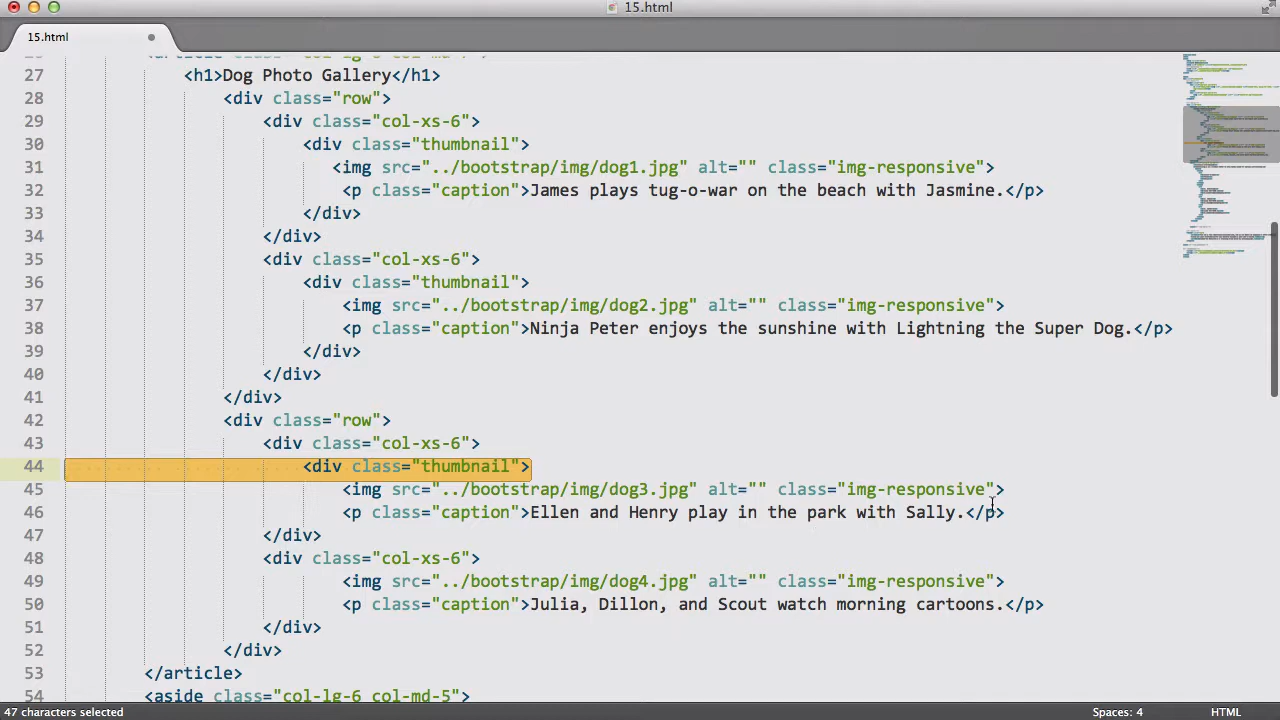 15.html
15.html
27 <h1>Dog Photo Gallery</h1>
28 <div class="row">
29 <div class="col-xs-6">
30 <div class="thumbnail">
31 <img src="../bootstrap/img/dog1.jpg" alt="" class="img-responsive">
32 <p class="caption">James plays tug-o-war on the beach with Jasmine.</p>
33 </div>
34 </div>
35 <div class="col-xs-6">
36 <div class="thumbnail">
37 <img src="../bootstrap/img/dog2.jpg" alt="" class="img-responsive">
38 <p class="caption">Ninja Peter enjoys the sunshine with Lightning the Super Dog.</p>
39 </div>
40 </div>
41 </div>
42 <div class="row">
43 <div class="col-xs-6">
44 <div class="thumbnail">
45 <img src="../bootstrap/img/dog3.jpg" alt="" class="img-responsive">
46 <p class="caption">Ellen and Henry play in the park with Sally.</p>
47 </div>
48 <div class="col-xs-6">
49 <img src="../bootstrap/img/dog4.jpg" alt="" class="img-responsive">
50 <p class="caption">Julia, Dillon, and Scout watch morning cartoons.</p>
51 </div>
52 </div>
53 </article>
54 <aside class="col-lg-6 col-md-5">
47 characters selected Spaces: 4 HTML